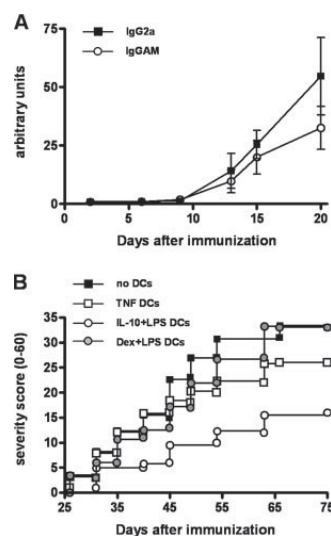 A
IgG2a
IgGAM
arbitrary units
75
50
25
0
0 5 10 15 20
Days after immunization
B
no DCs
TNF DCs
IL-10+LPS DCs
Dex+LPS DCs
severity score (0-60)
35
30
25
20
15
10
5
0
25 35 45 55 65 75
Days after immunization